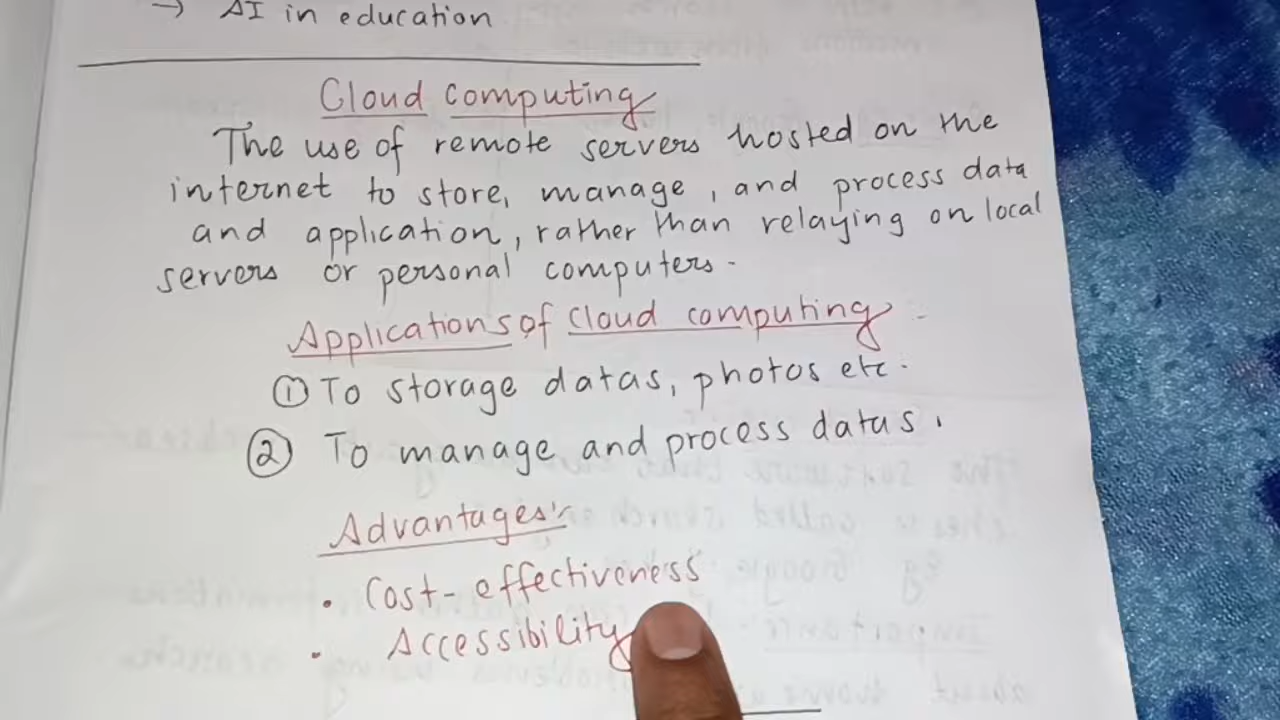 → AI in education
Cloud computing
The use of remote servers hosted on the
internet to store, manage, and process data
and application, rather than relaying on local
servers or personal computers.
Applications of cloud computing
① To storage datas, photos etc.
② To manage and process datas.
Advantages:
• Cost-effectiveness
• Accessibility